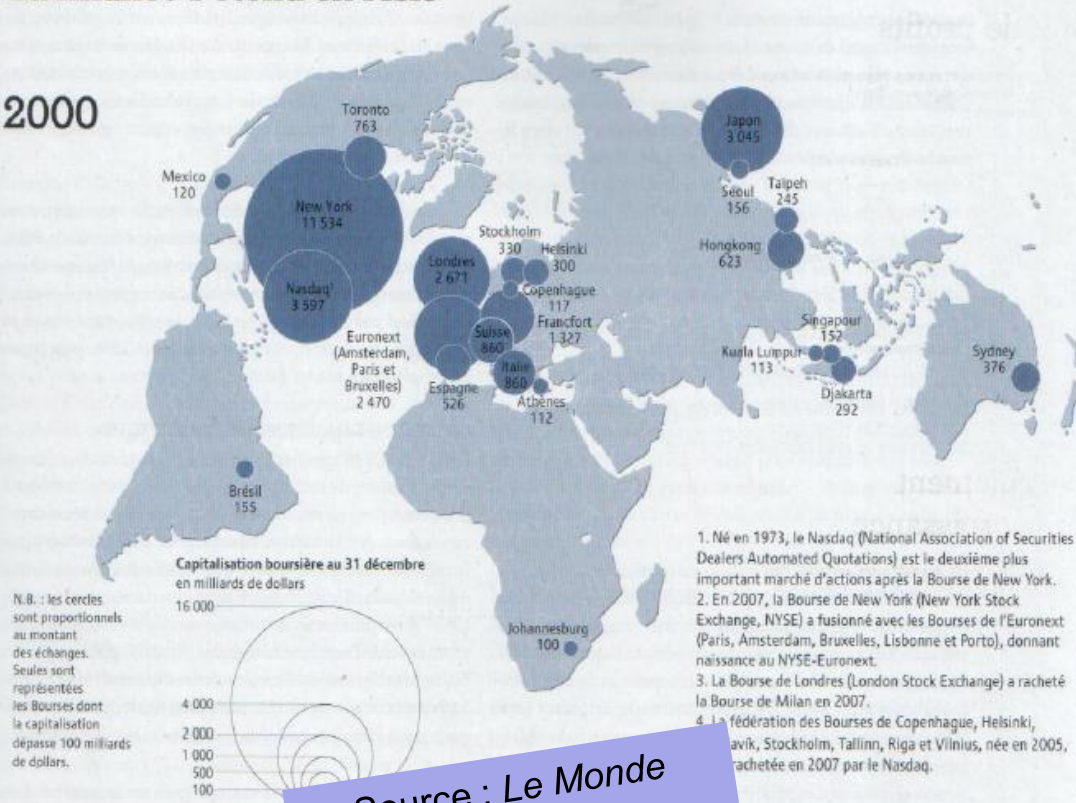 2000
Toronto
763
Mexico
120
New York
11 534
Nasdaq¹
3 597
Stockholm
330
Helsinki
300
Londres
2 671
Copenhague
117
Francfort
1 327
Suisse
860
Euronext
(Amsterdam,
Paris et
Bruxelles)
2 470
Espagne
526
Italie
860
Athènes
112
Japon
3 045
Séoul
156
Taipeh
245
Hongkong
623
Singapour
152
Kuala Lumpur
113
Djakarta
292
Sydney
376
Brésil
155
Johannesburg
100
Capitalisation boursière au 31 décembre
en milliards de dollars
16 000
4 000
2 000
1 000
500
100
N.B. : les cercles
sont proportionnels
au montant
des échanges.
Seules sont
représentées
les Bourses dont
la capitalisation
dépasse 100 milliards
de dollars.
1. Né en 1973, le Nasdaq (National Association of Securities
Dealers Automated Quotations) est le deuxième plus
important marché d'actions après la Bourse de New York.
2. En 2007, la Bourse de New York (New York Stock
Exchange, NYSE) a fusionné avec les Bourses de l'Euronext
(Paris, Amsterdam, Bruxelles, Lisbonne et Porto), donnant
naissance au NYSE-Euronext.
3. La Bourse de Londres (London Stock Exchange) a racheté
la Bourse de Milan en 2007.
4. La fédération des Bourses de Copenhague, Helsinki,
avik, Stockholm, Tallinn, Riga et Vilnius, née en 2005,
rachetée en 2007 par le Nasdaq.
Source : Le Monde